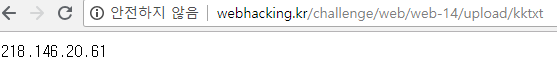 안전하지 않음 webhacking.kr/challenge/web/web-14/upload/kktxt
218.146.20.61